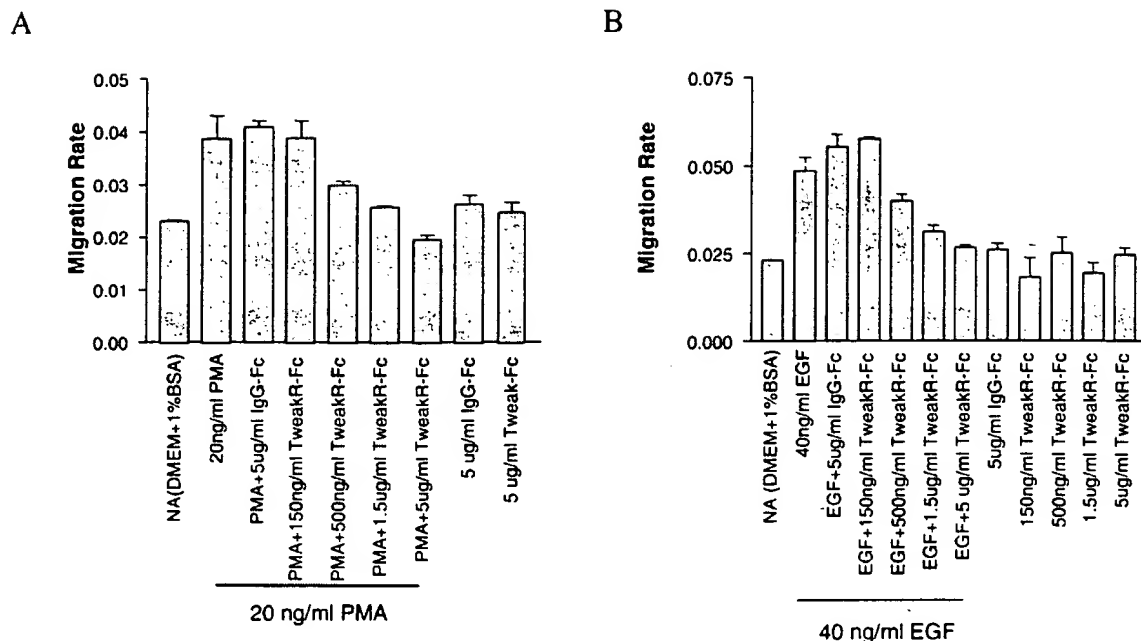 A
Migration Rate
0.05
0.04
0.03
0.02
0.01
0.00
NA(DMEM+1%BSA)
20ng/ml PMA
PMA+5ug/ml IgG-Fc
PMA+150ng/ml TweakR-Fc
PMA+500ng/ml TweakR-Fc
PMA+1.5ug/ml TweakR-Fc
PMA+5ug/ml TweakR-Fc
5 ug/ml IgG-Fc
5 ug/ml Tweak-Fc
20 ng/ml PMA
B
Migration Rate
0.075
0.050
0.025
0.000
NA (DMEM+1%BSA)
40ng/ml EGF
EGF+5ug/ml IgG-Fc
EGF+150ng/ml TweakR-Fc
EGF+500ng/ml TweakR-Fc
EGF+1.5ug/ml TweakR-Fc
EGF+5 ug/ml TweakR-Fc
5ug/ml IgG-Fc
150ng/ml TweakR-Fc
500ng/ml TweakR-Fc
1.5ug/ml TweakR-Fc
5ug/ml TweakR-Fc
40 ng/ml EGF